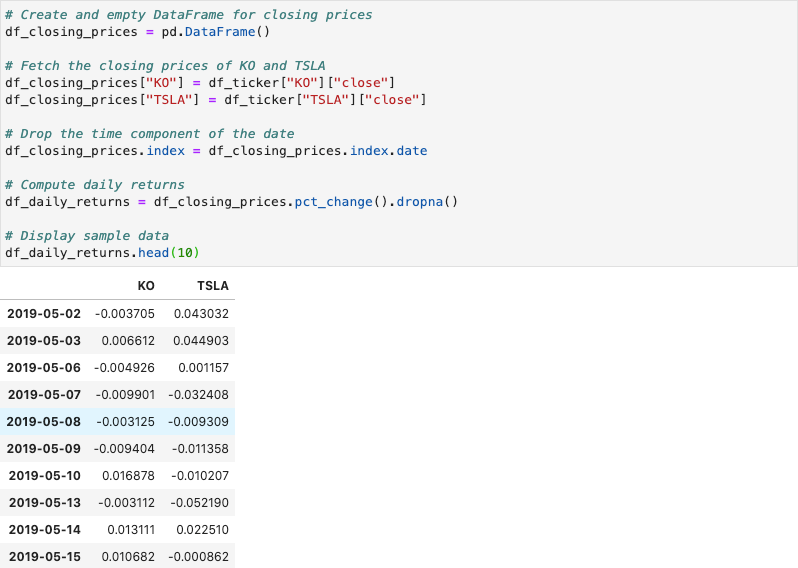 # Create and empty DataFrame for closing prices
df_closing_prices = pd.DataFrame()
# Fetch the closing prices of KO and TSLA
df_closing_prices["KO"] = df_ticker["KO"]["close"]
df_closing_prices["TSLA"] = df_ticker["TSLA"]["close"]
# Drop the time component of the date
df_closing_prices.index = df_closing_prices.index.date
# Compute daily returns
df_daily_returns = df_closing_prices.pct_change().dropna()
# Display sample data
df_daily_returns.head(10)
KO TSLA
2019-05-02 -0.003705 0.043032
2019-05-03 0.006612 0.044903
2019-05-06 -0.004926 0.001157
2019-05-07 -0.009901 -0.032408
2019-05-08 -0.003125 -0.009309
2019-05-09 -0.009404 -0.011358
2019-05-10 0.016878 -0.010207
2019-05-13 -0.003112 -0.052190
2019-05-14 0.013111 0.022510
2019-05-15 0.010682 -0.000862